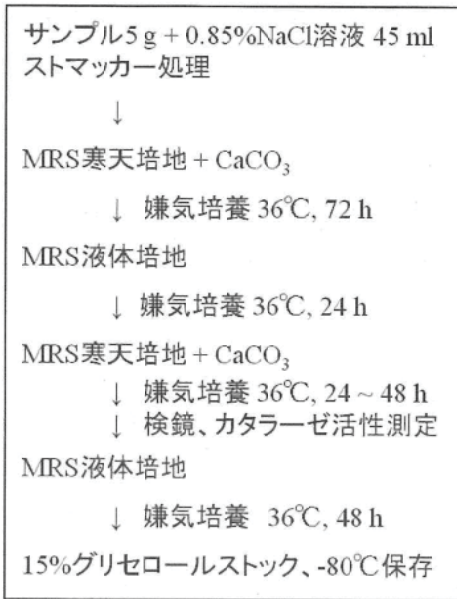 サンプル5 g + 0.85%NaCl溶液 45 ml
ストマッカー処理
↓
MRS寒天培地 + CaCO₃
↓ 嫌気培養 36℃, 72 h
MRS液体培地
↓ 嫌気培養 36℃, 24 h
MRS寒天培地 + CaCO₃
↓ 嫌気培養 36℃, 24 ~ 48 h
↓ 検鏡、カタラーゼ活性測定
MRS液体培地
↓ 嫌気培養 36℃, 48 h
15%グリセロールストック、-80℃保存